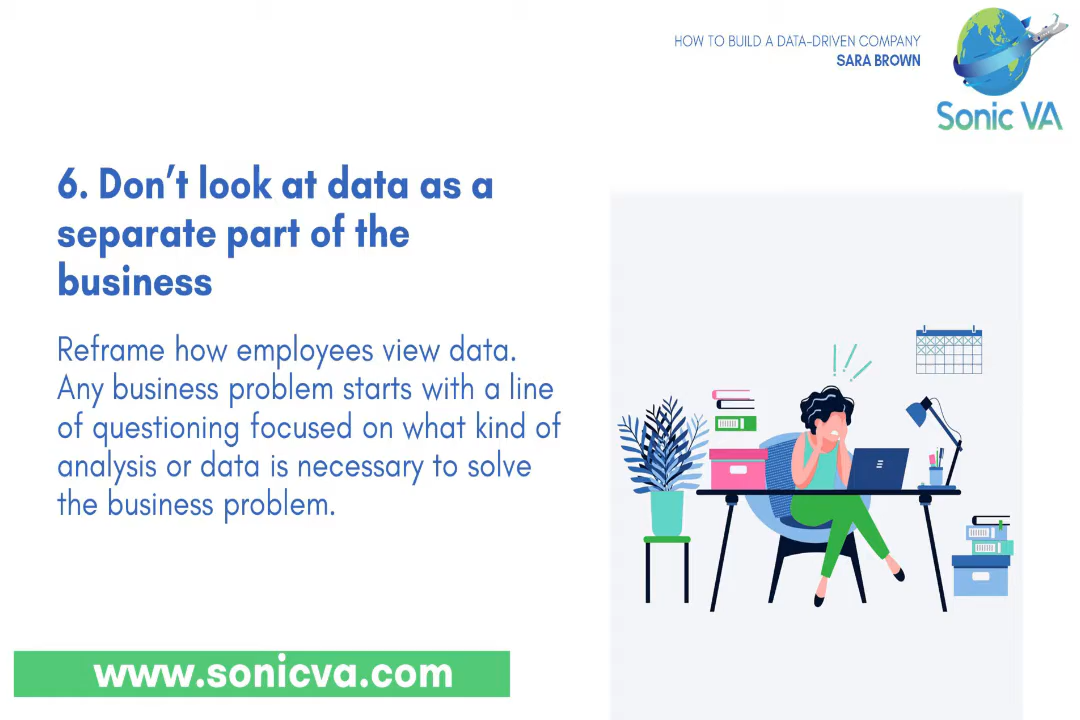 HOW TO BUILD A DATA-DRIVEN COMPANY
SARA BROWN
Sonic VA
6. Don’t look at data as a
separate part of the
business
Reframe how employees view data.
Any business problem starts with a line
of questioning focused on what kind of
analysis or data is necessary to solve
the business problem.
www.sonicva.com